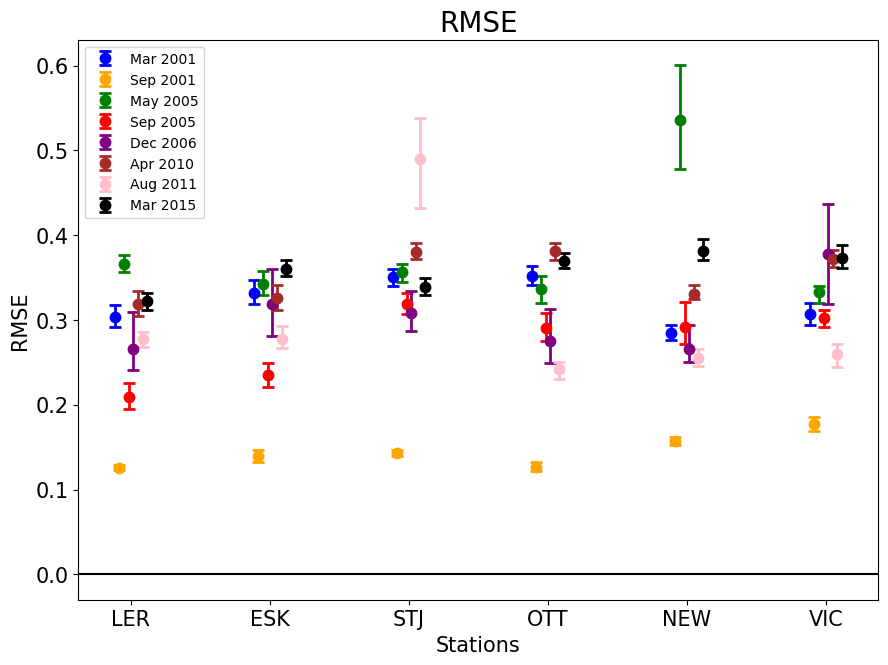 RMSE
Mar 2001
Sep 2001
May 2005
Sep 2005
Dec 2006
Apr 2010
Aug 2011
Mar 2015
0.6
0.5
0.4
0.3
0.2
0.1
0.0
RMSE
LER ESK STJ OTT NEW VIC
Stations